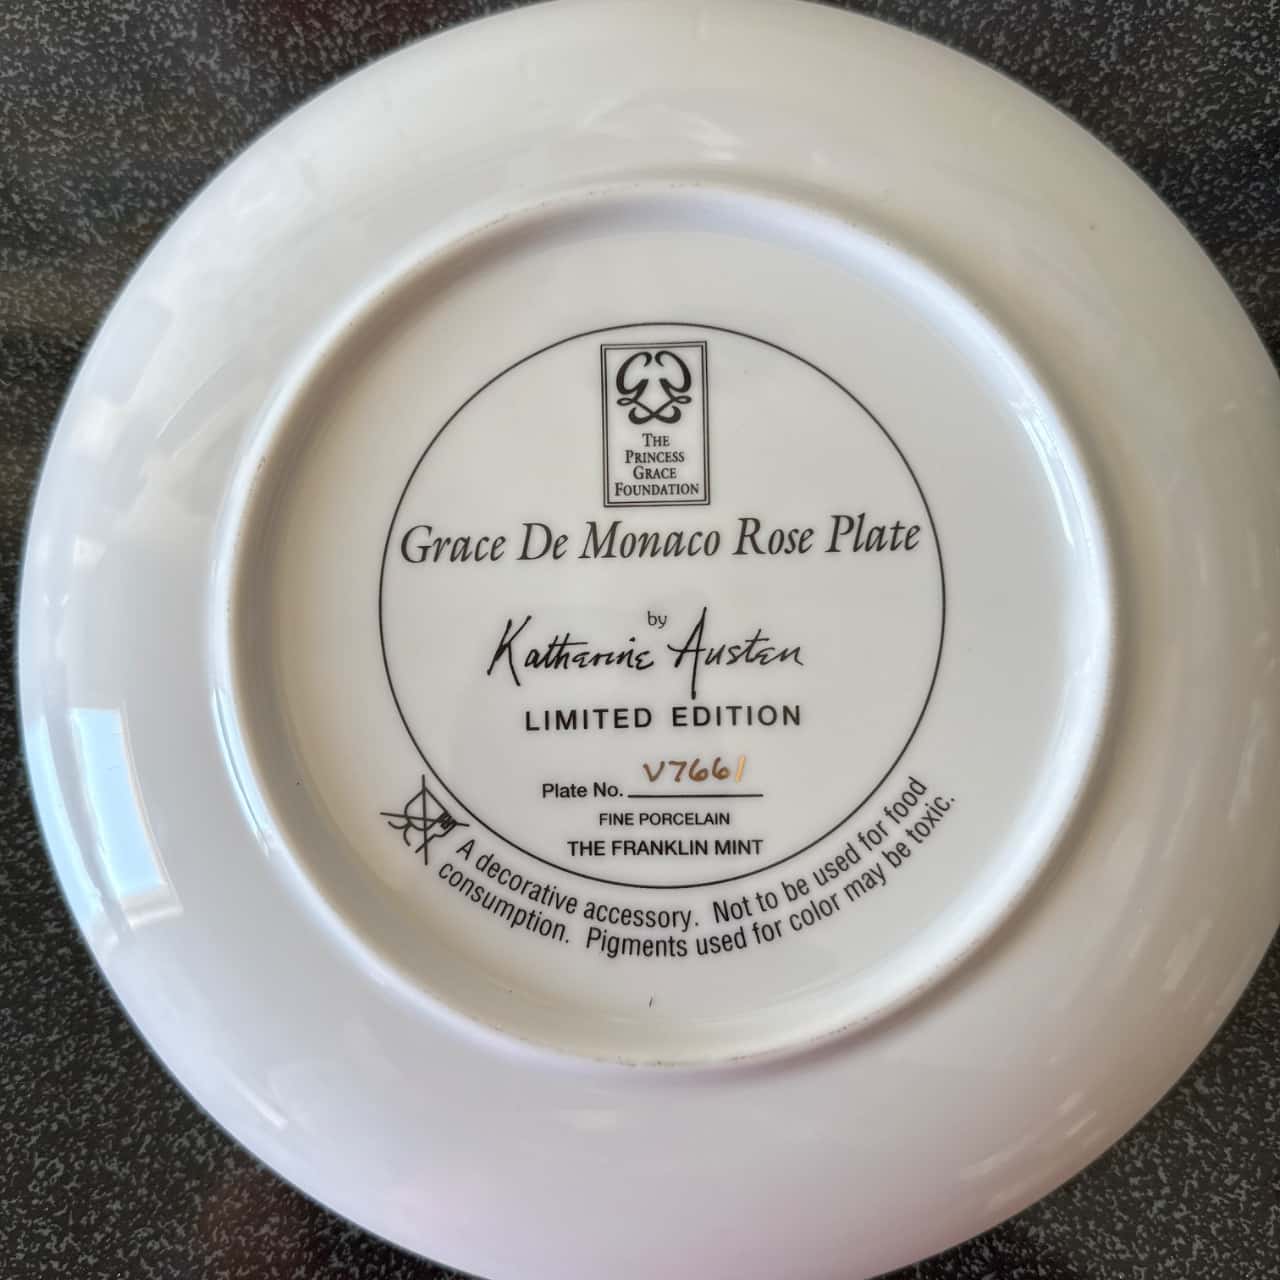 THE
PRINCESS
GRACE
FOUNDATION
Grace De Monaco Rose Plate
by
Katherine Austen
LIMITED EDITION
Plate No. V7661
FINE PORCELAIN
THE FRANKLIN MINT
A decorative accessory. Not to be used for food
consumption. Pigments used for color may be toxic.